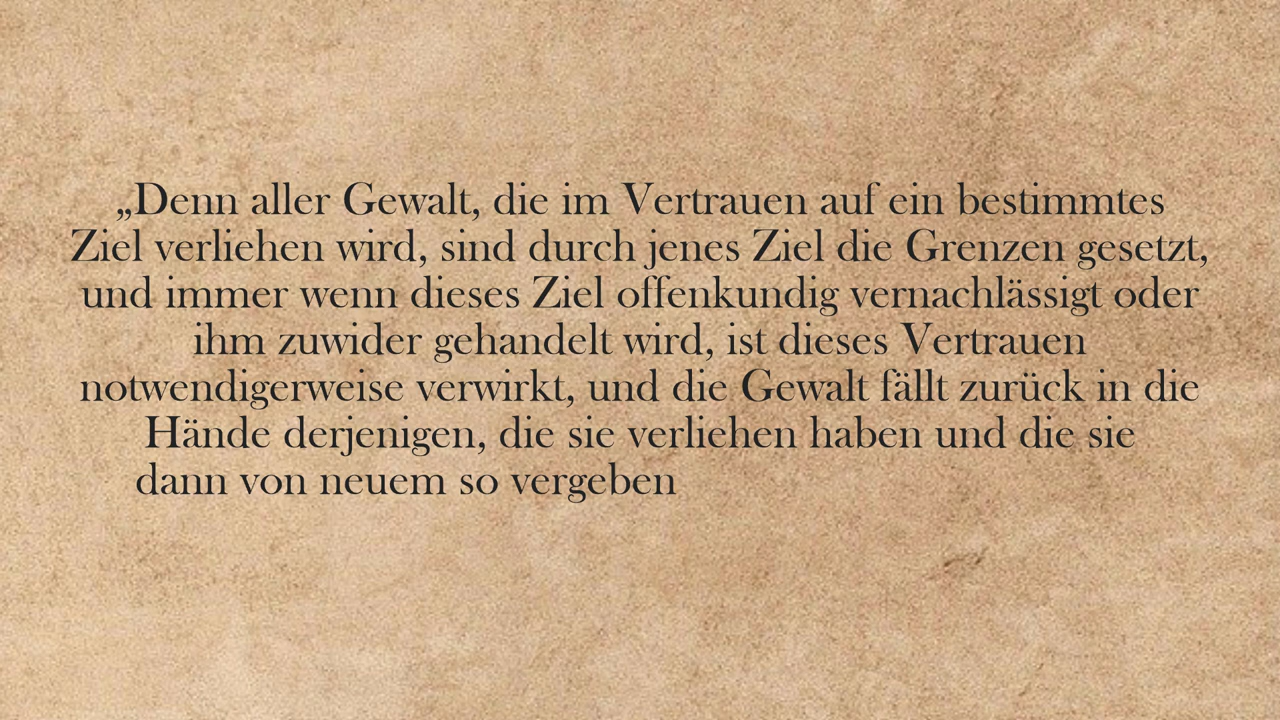 „Denn aller Gewalt, die im Vertrauen auf ein bestimmtes
Ziel verliehen wird, sind durch jenes Ziel die Grenzen gesetzt,
und immer wenn dieses Ziel offenkundig vernachlässigt oder
ihm zuwider gehandelt wird, ist dieses Vertrauen
notwendigerweise verwirkt, und die Gewalt fällt zurück in die
Hände derjenigen, die sie verliehen haben und die sie
dann von neuem so vergeben